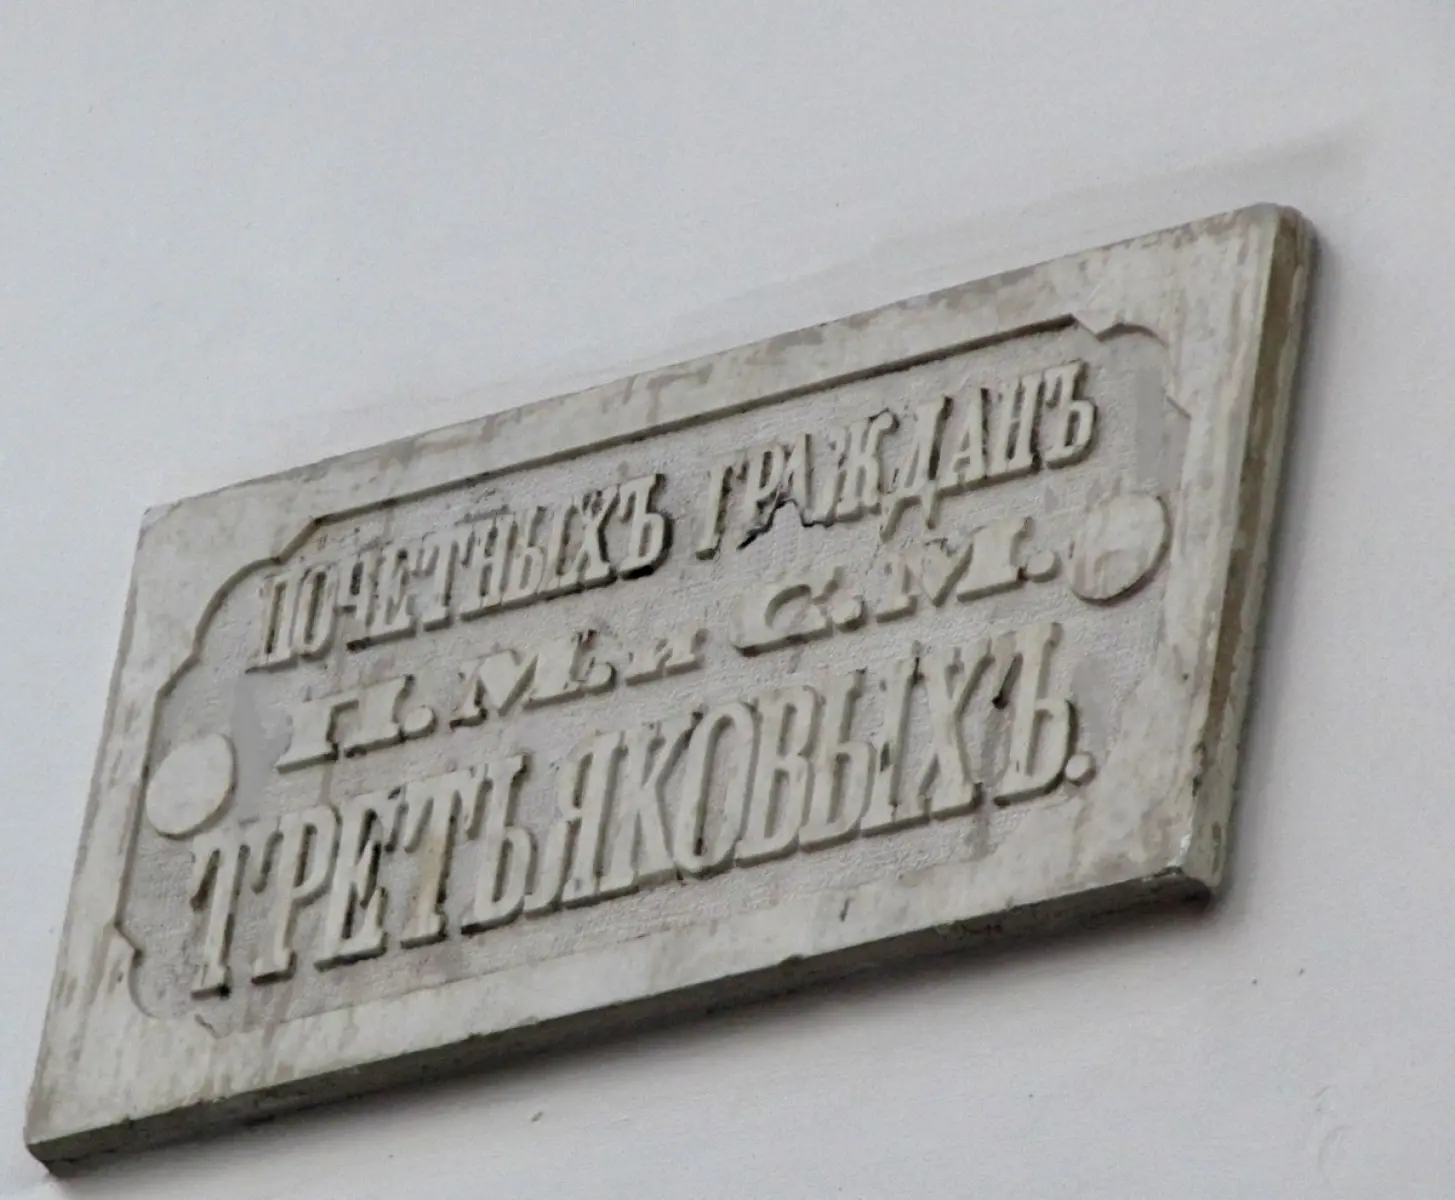 ПОЧЕТНЫХЪ ГРАЖДАНЪ
П. М. и С. М.
ТРЕТЬЯКОВЫХЪ.